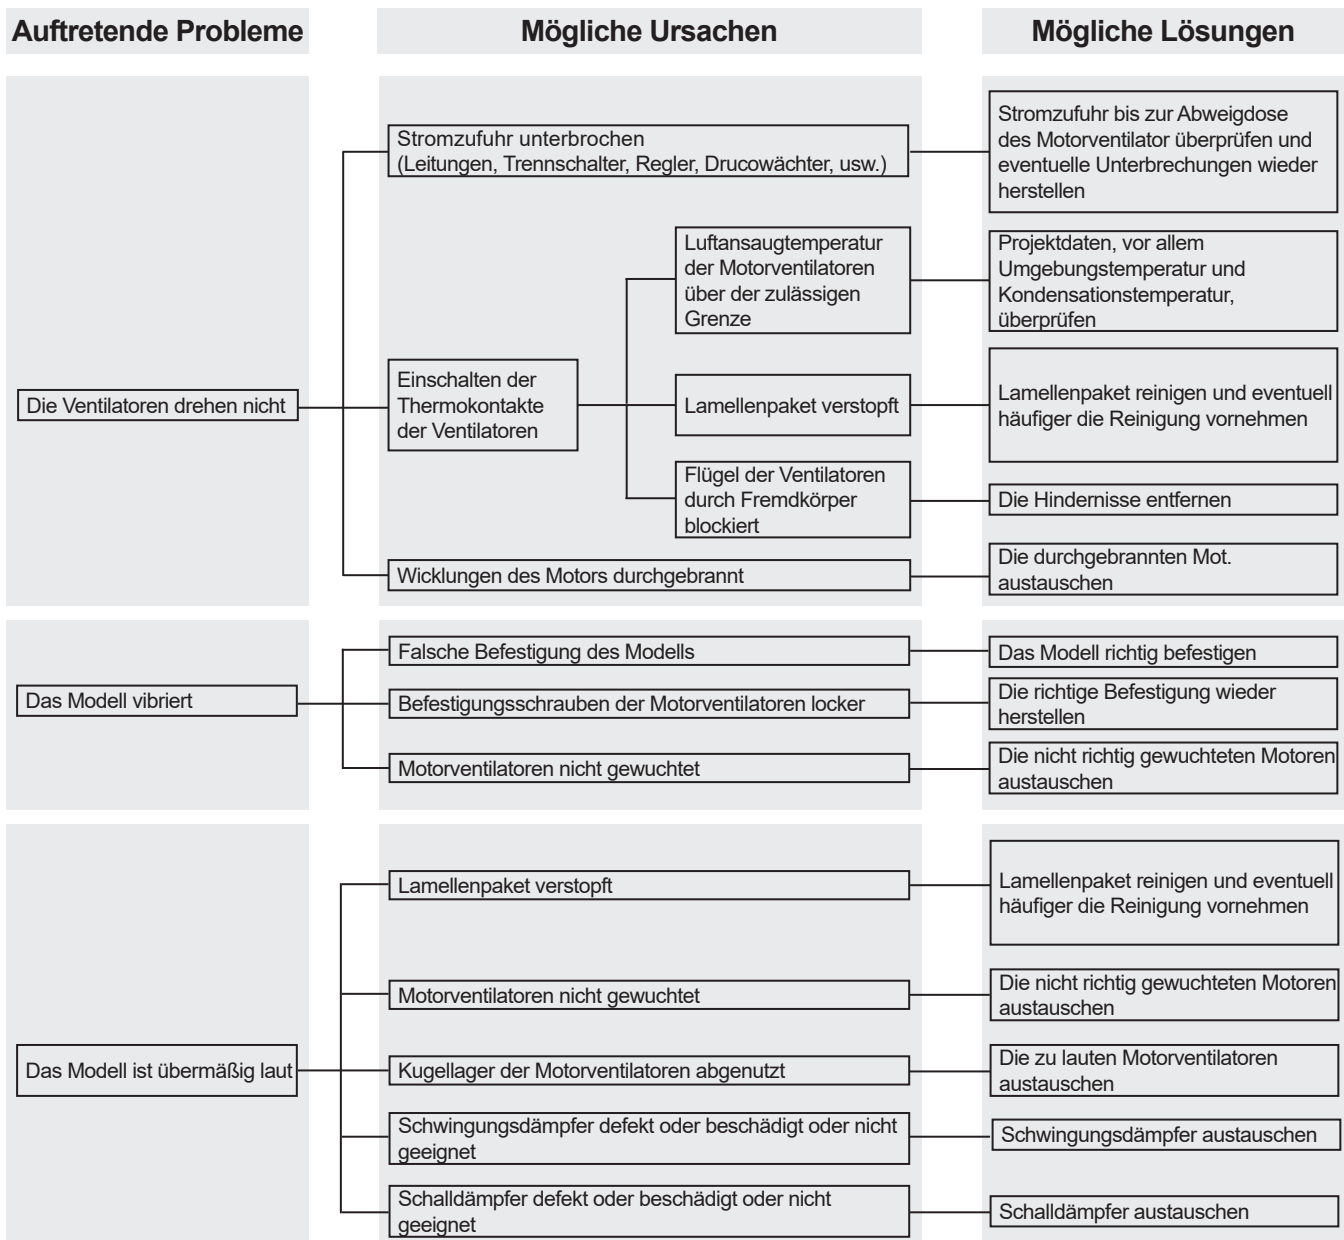 Auftretende Probleme
Mögliche Ursachen
Mögliche Lösungen
Die Ventilatoren drehen nicht
Stromzufuhr unterbrochen
(Leitungen, Trennschalter, Regler, Drucowächter, usw.)
Stromzufuhr bis zur Abweigdose
des Motorventilator überprüfen und
eventuelle Unterbrechungen wieder
herstellen
Einschalten der
Thermokontakte
der Ventilatoren
Luftansaugtemperatur
der Motorventilatoren
über der zulässigen
Grenze
Projektdaten, vor allem
Umgebungstemperatur und
Kondensationstemperatur,
überprüfen
Lamellenpaket verstopft
Lamellenpaket reinigen und eventuell
häufiger die Reinigung vornehmen
Flügel der Ventilatoren
durch Fremdkörper
blockiert
Die Hindernisse entfernen
Wicklungen des Motors durchgebrannt
Die durchgebrannten Mot.
austauschen
Das Modell vibriert
Falsche Befestigung des Modells
Das Modell richtig befestigen
Befestigungsschrauben der Motorventilatoren locker
Die richtige Befestigung wieder
herstellen
Motorventilatoren nicht gewuchtet
Die nicht richtig gewuchteten Motoren
austauschen
Das Modell ist übermäßig laut
Lamellenpaket verstopft
Lamellenpaket reinigen und eventuell
häufiger die Reinigung vornehmen
Motorventilatoren nicht gewuchtet
Die nicht richtig gewuchteten Motoren
austauschen
Kugellager der Motorventilatoren abgenutzt
Die zu lauten Motorventilatoren
austauschen
Schwingungsdämpfer defekt oder beschädigt oder nicht
geeignet
Schwingungsdämpfer austauschen
Schalldämpfer defekt oder beschädigt oder nicht
geeignet
Schalldämpfer austauschen